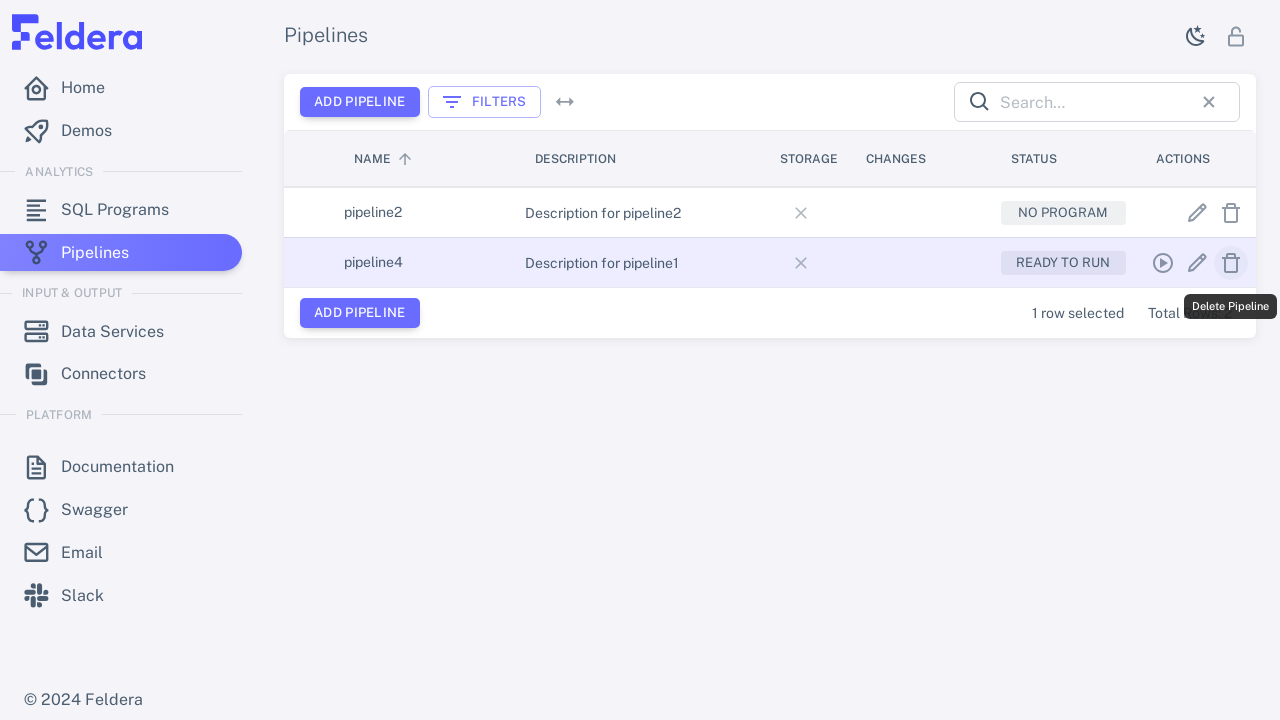 Feldera
Home
Demos
ANALYTICS
SQL Programs
Pipelines
INPUT & OUTPUT
Data Services
Connectors
PLATFORM
Documentation
Swagger
Email
Slack
© 2024 Feldera
Pipelines
ADD PIPELINE FILTERS Search...
NAME DESCRIPTION STORAGE CHANGES STATUS ACTIONS
pipeline2 Description for pipeline2 NO PROGRAM
pipeline4 Description for pipeline1 READY TO RUN
Delete Pipeline
ADD PIPELINE 1 row selected Total